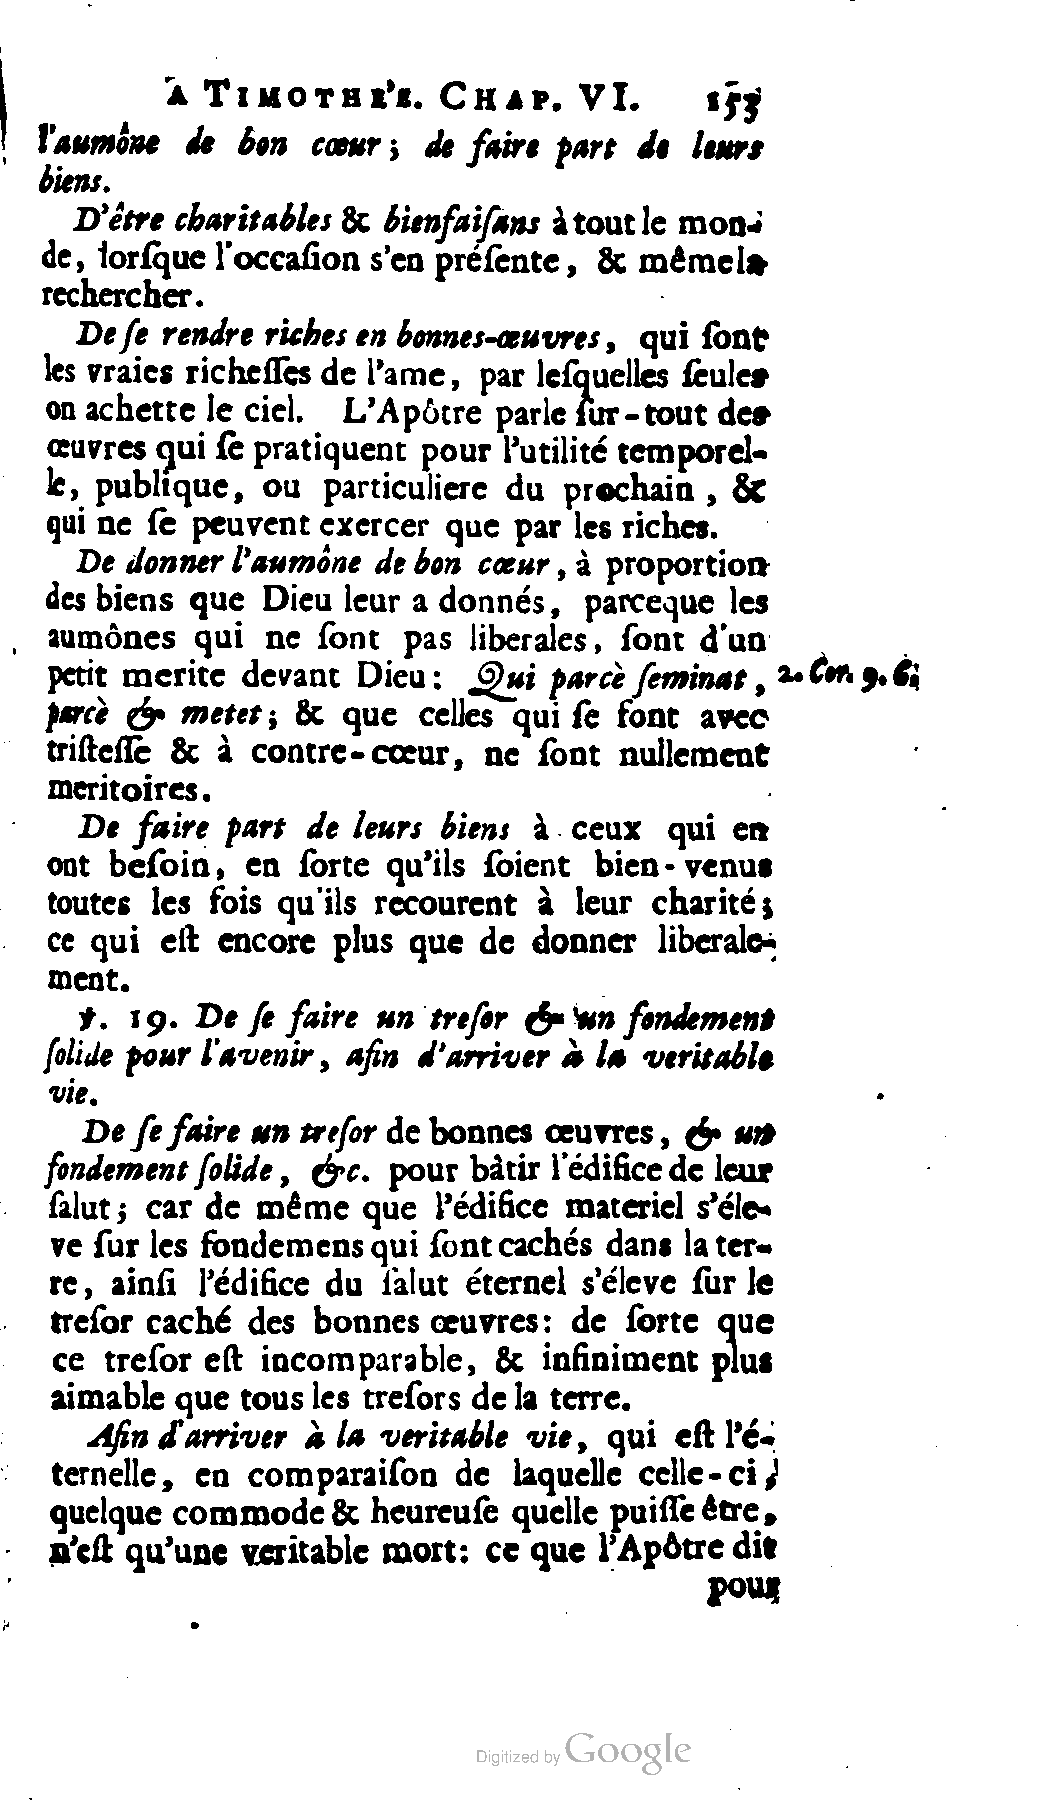 A TIMOTHE'E. CHAP. VI. 153
l'aumône de bon cœur; de faire part de leurs
biens.
D'être charitables & bienfaiſans à tout le mon-
de, lorſque l'occaſion s'en préſente, & même la
rechercher.
De ſe rendre riches en bonnes-œuvres, qui ſont
les vraies richeſſes de l'ame, par leſquelles ſeules
on achette le ciel. L'Apôtre parle ſur-tout des
œuvres qui ſe pratiquent pour l'utilité temporel-
le, publique, ou particuliere du prochain, &
qui ne ſe peuvent exercer que par les riches.
De donner l'aumône de bon cœur, à proportion
des biens que Dieu leur a donnés, parceque les
aumônes qui ne ſont pas liberales, ſont d'un
petit merite devant Dieu: Qui parcè ſeminat, 2. Cor. 9. 6.
parcè & metet; & que celles qui ſe font avec
triſteſſe & à contre-cœur, ne ſont nullement
meritoires.
De faire part de leurs biens à ceux qui en
ont beſoin, en ſorte qu'ils ſoient bien-venus
toutes les fois qu'ils recourent à leur charité;
ce qui eſt encore plus que de donner liberale-
ment.
℣. 19. De ſe faire un treſor & un fondement
ſolide pour l'avenir, afin d'arriver à la veritable
vie.
De ſe faire un treſor de bonnes œuvres, & un
fondement ſolide, &c. pour bâtir l'édifice de leur
ſalut; car de même que l'édifice materiel s'éle-
ve ſur les fondemens qui ſont cachés dans la ter-
re, ainſi l'édifice du ſalut éternel s'éleve ſur le
treſor caché des bonnes œuvres: de ſorte que
ce treſor eſt incomparable, & infiniment plus
aimable que tous les treſors de la terre.
Afin d'arriver à la veritable vie, qui eſt l'é-
ternelle, en comparaiſon de laquelle celle-ci,
quelque commode & heureuſe quelle puiſſe être,
n'eſt qu'une veritable mort: ce que l'Apôtre dit
pour
Digitized by Google